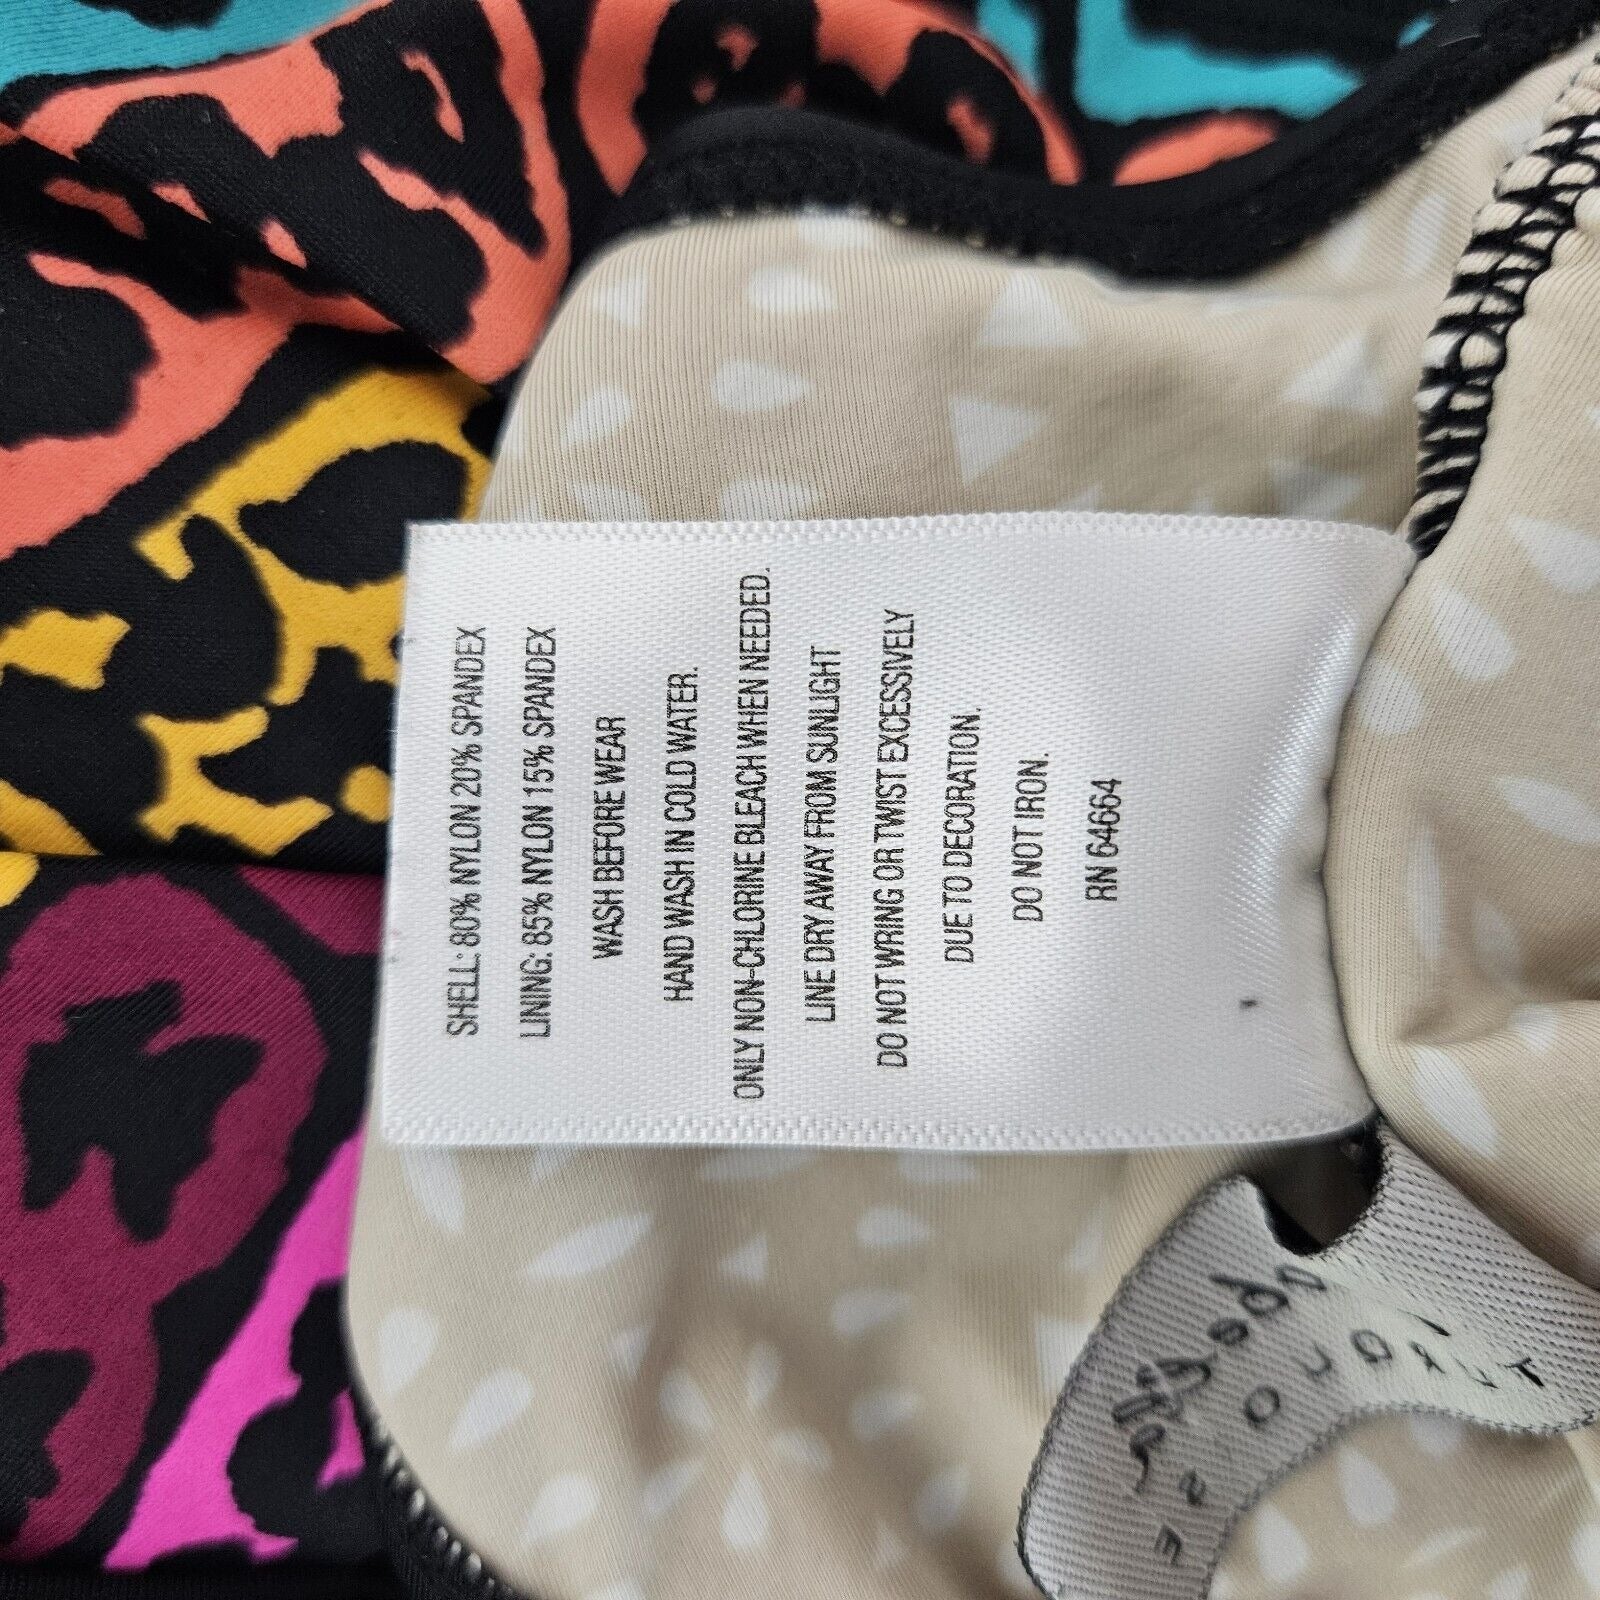 SHELL: 80% NYLON 20% SPANDEX
LINING: 85% NYLON 15% SPANDEX
WASH BEFORE WEAR
HAND WASH IN COLD WATER.
ONLY NON-CHLORINE BLEACH WHEN NEEDED.
LINE DRY AWAY FROM SUNLIGHT
DO NOT WRING OR TWIST EXCESSIVELY
DUE TO DECORATION.
DO NOT IRON.
RN 64664